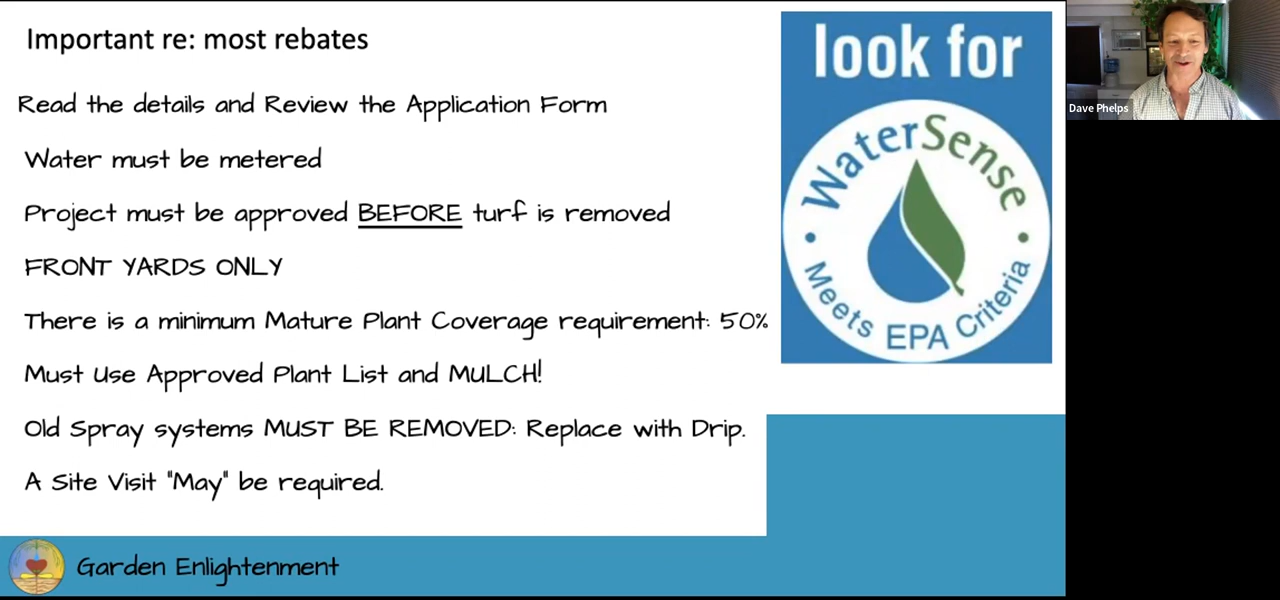 Important re: most rebates
Read the details and Review the Application Form
Water must be metered
Project must be approved BEFORE turf is removed
FRONT YARDS ONLY
There is a minimum Mature Plant Coverage requirement: 50%
Must Use Approved Plant List and MULCH!
Old Spray systems MUST BE REMOVED: Replace with Drip.
A Site Visit "May" be required.
Garden Enlightenment
look for
WaterSense
• Meets EPA Criteria •
Dave Phelps